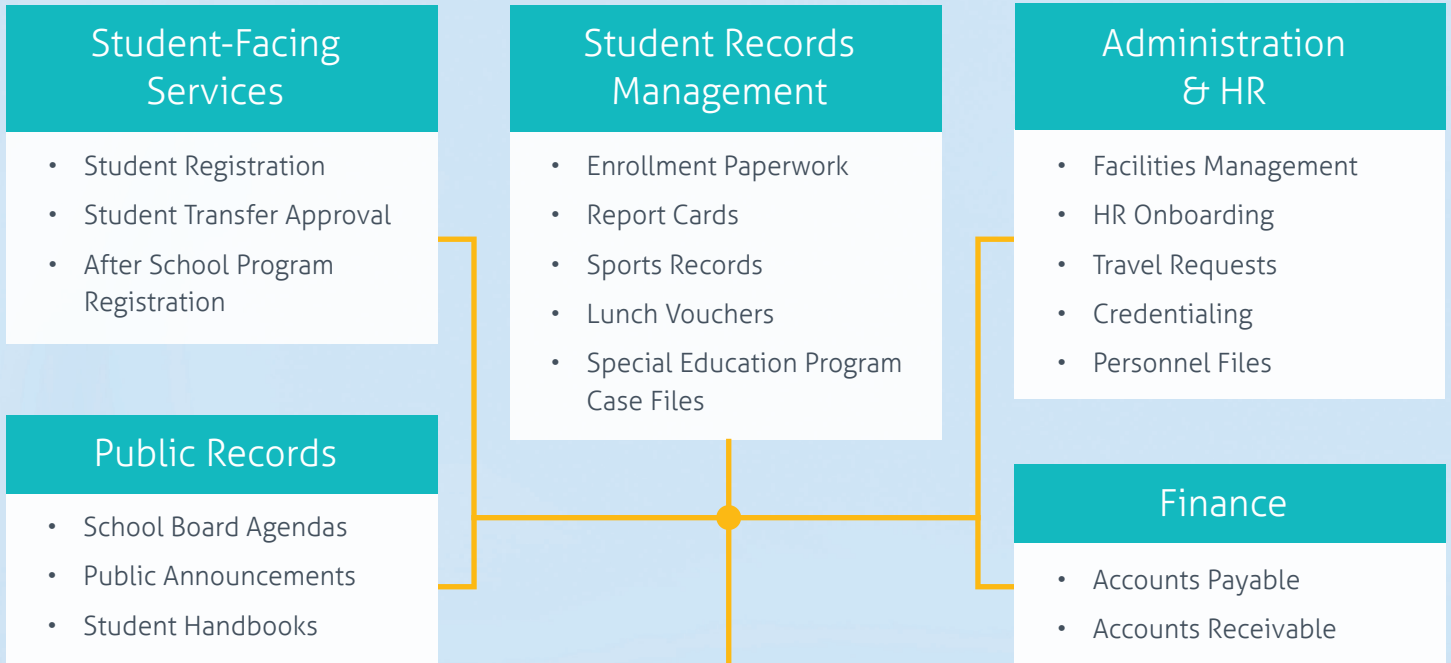 Student-Facing
Services
• Student Registration
• Student Transfer Approval
• After School Program
Registration
Public Records
• School Board Agendas
• Public Announcements
• Student Handbooks
Student Records
Management
• Enrollment Paperwork
• Report Cards
• Sports Records
• Lunch Vouchers
• Special Education Program
Case Files
Administration
& HR
• Facilities Management
• HR Onboarding
• Travel Requests
• Credentialing
• Personnel Files
Finance
• Accounts Payable
• Accounts Receivable